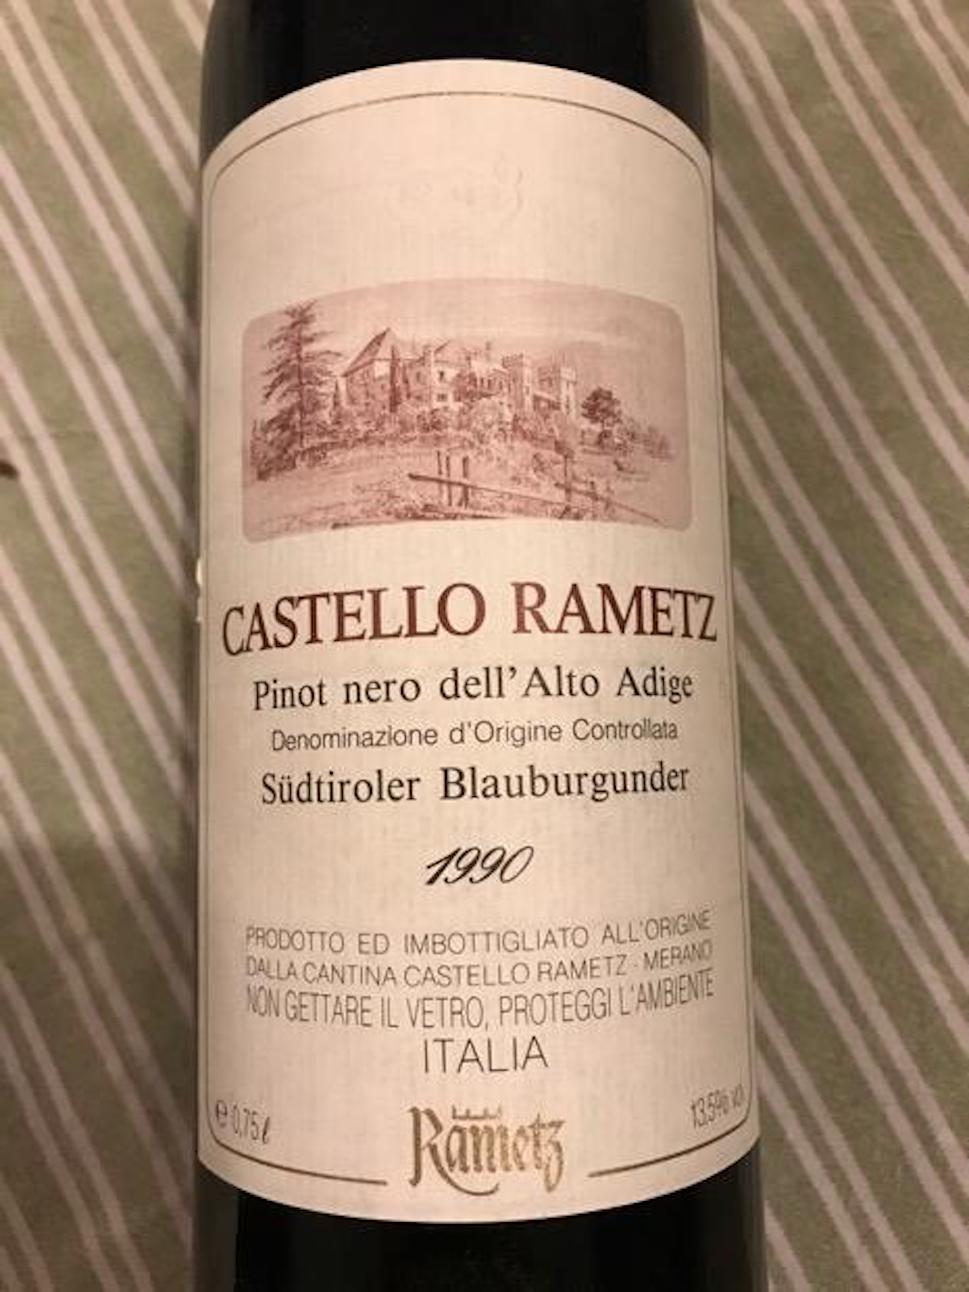 CASTELLO RAMETZ
Pinot nero dell'Alto Adige
Denominazione d'Origine Controllata
Südtiroler Blauburgunder
1990
PRODOTTO ED IMBOTTIGLIATO ALL'ORIGINE
DALLA CANTINA CASTELLO RAMETZ - MERANO
NON GETTARE IL VETRO, PROTEGGI L'AMBIENTE
ITALIA
e 0,75 ℓ
13,5% vol
Rametz